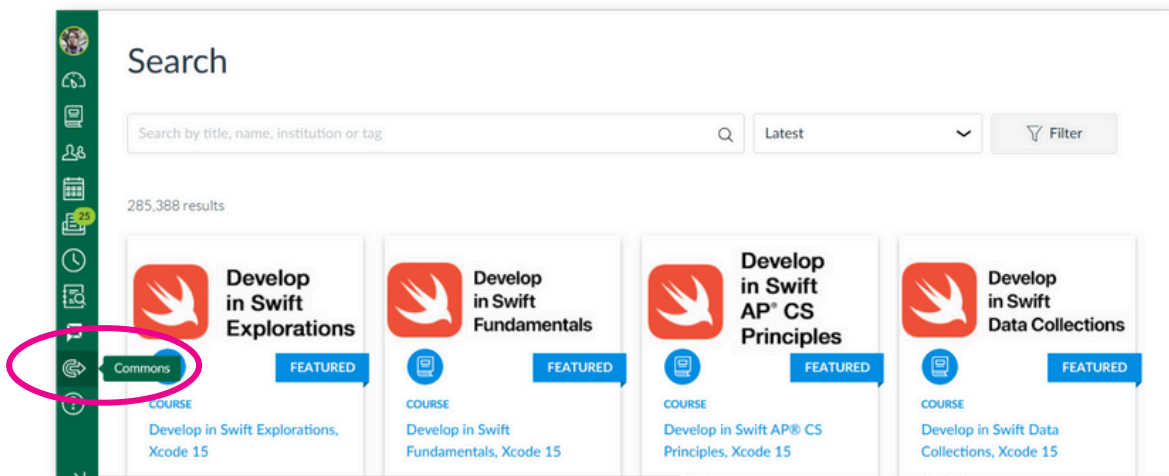 Search
Search by title, name, institution or tag
Latest
Filter
285,388 results
25
Commons
Develop
in Swift
Explorations
FEATURED
COURSE
Develop in Swift Explorations,
Xcode 15
Develop
in Swift
Fundamentals
FEATURED
COURSE
Develop in Swift
Fundamentals, Xcode 15
Develop
in Swift
AP® CS
Principles
FEATURED
COURSE
Develop in Swift AP® CS
Principles, Xcode 15
Develop
in Swift
Data Collections
FEATURED
COURSE
Develop in Swift Data
Collections, Xcode 15